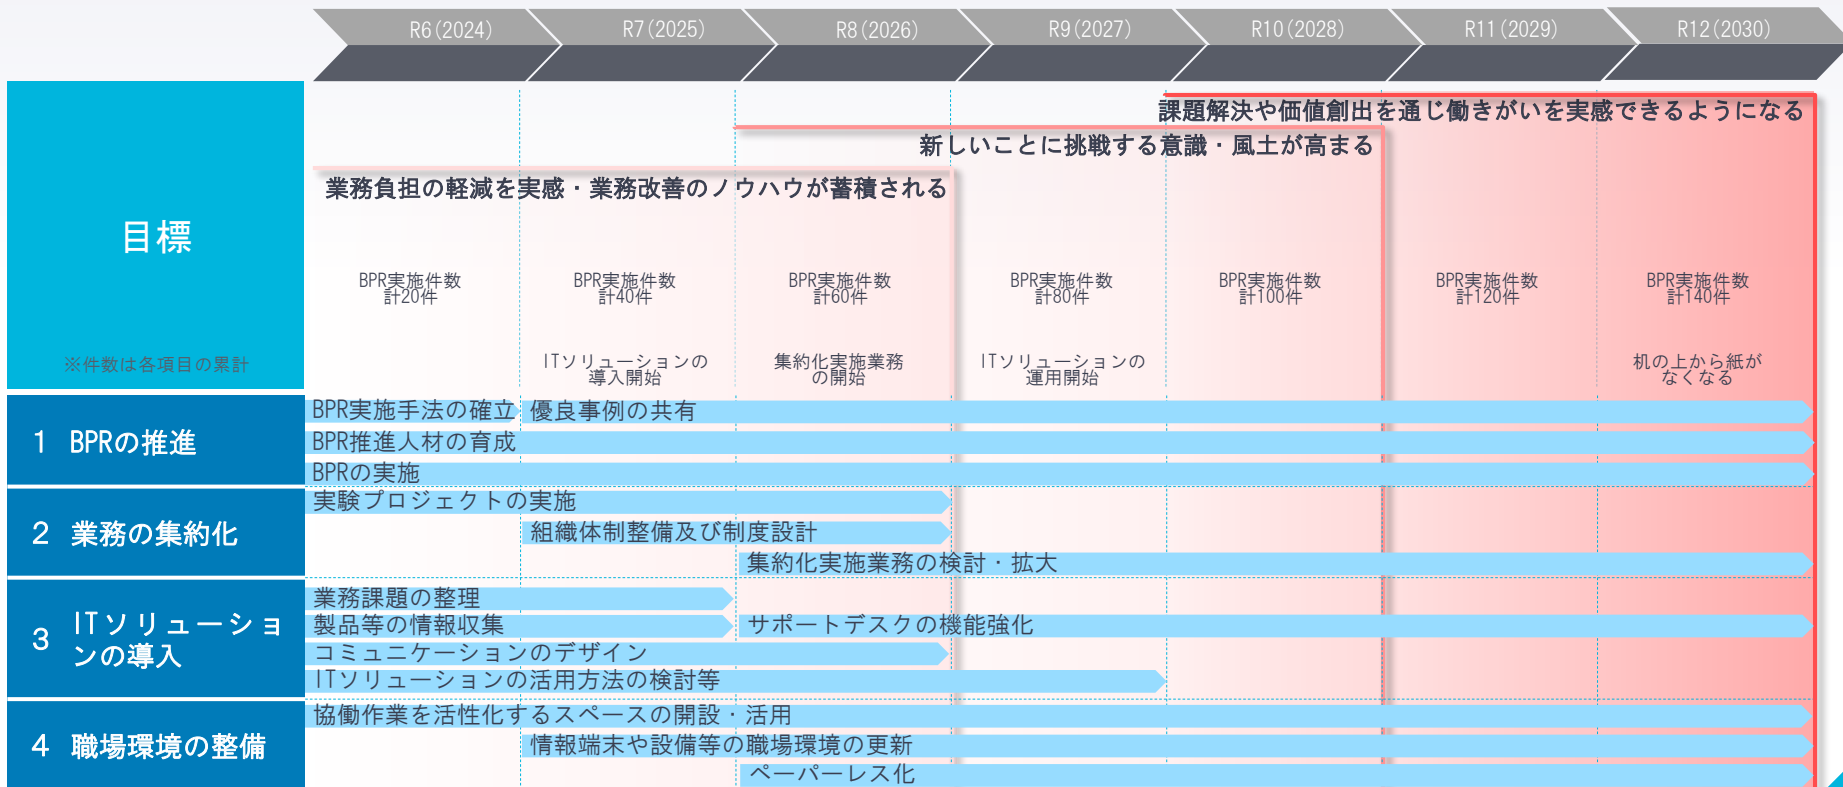 R6(2024)
R7(2025)
R8(2026)
R9(2027)
R10(2028)
R11(2029)
R12(2030)
目標
※件数は各項目の累計
課題解決や価値創出を通じ働きがいを実感できるようになる
新しいことに挑戦する意識・風土が高まる
業務負担の軽減を実感・業務改善のノウハウが蓄積される
BPR実施件数
計20件
BPR実施件数
計40件
BPR実施件数
計60件
BPR実施件数
計80件
BPR実施件数
計100件
BPR実施件数
計120件
BPR実施件数
計140件
ITソリューションの
導入開始
集約化実施業務
の開始
ITソリューションの
運用開始
机の上から紙が
なくなる
1 BPRの推進
BPR実施手法の確立
優良事例の共有
BPR推進人材の育成
BPRの実施
2 業務の集約化
実験プロジェクトの実施
組織体制整備及び制度設計
集約化実施業務の検討・拡大
3 ITソリューショ
ンの導入
業務課題の整理
製品等の情報収集
サポートデスクの機能強化
コミュニケーションのデザイン
ITソリューションの活用方法の検討等
4 職場環境の整備
協働作業を活性化するスペースの開設・活用
情報端末や設備等の職場環境の更新
ペーパーレス化